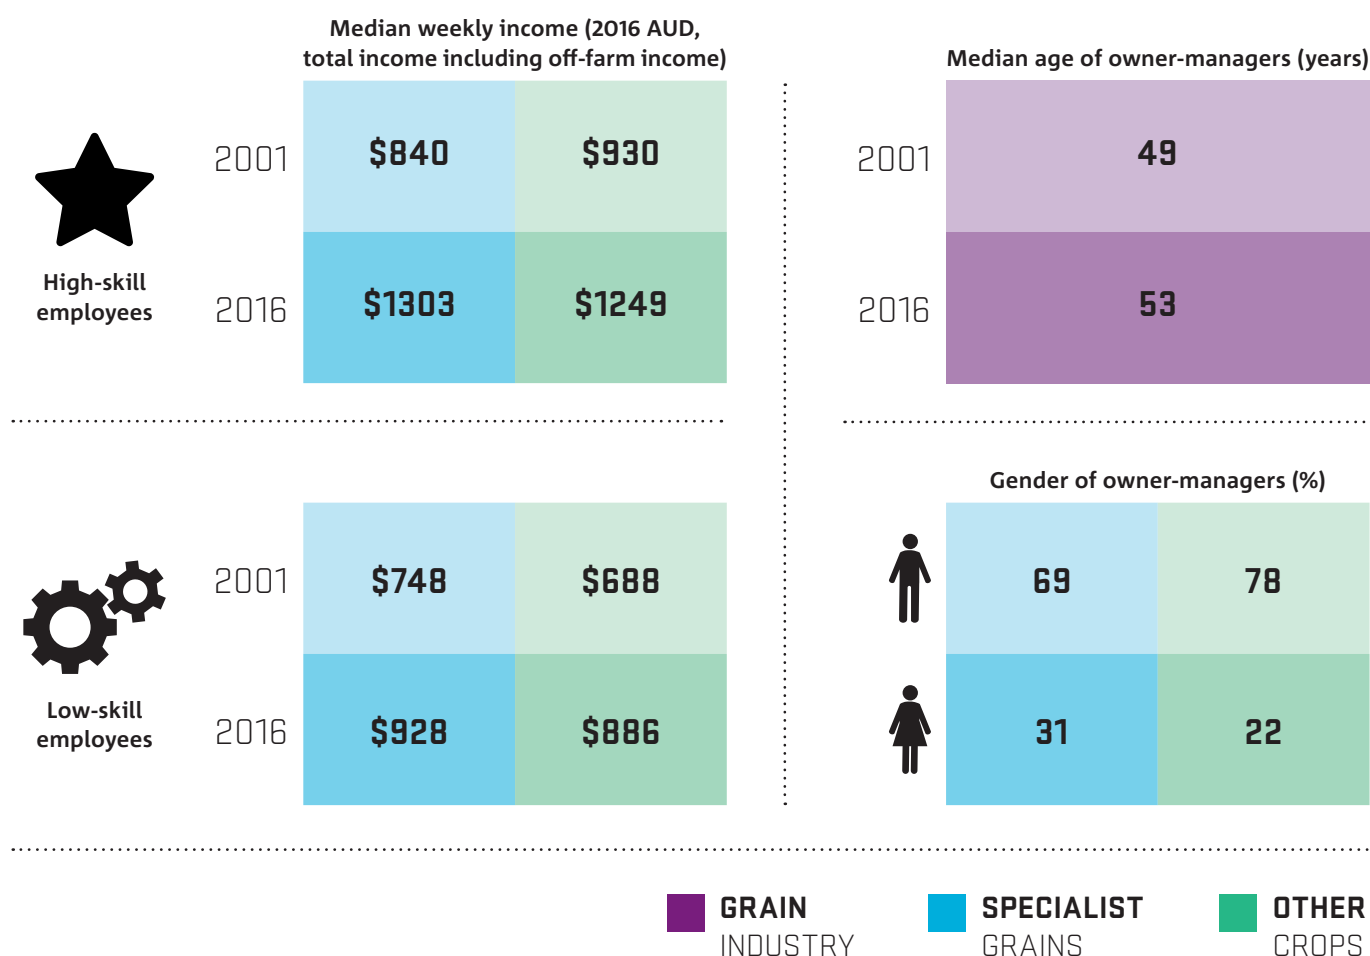 Median weekly income (2016 AUD,
total income including off-farm income)
2001 $840 $930
High-skill
employees
2016 $1303 $1249
2001 $748 $688
Low-skill
employees
2016 $928 $886
Median age of owner-managers (years)
2001 49
2016 53
Gender of owner-managers (%)
69 78
31 22
GRAIN
INDUSTRY
SPECIALIST
GRAINS
OTHER
CROPS